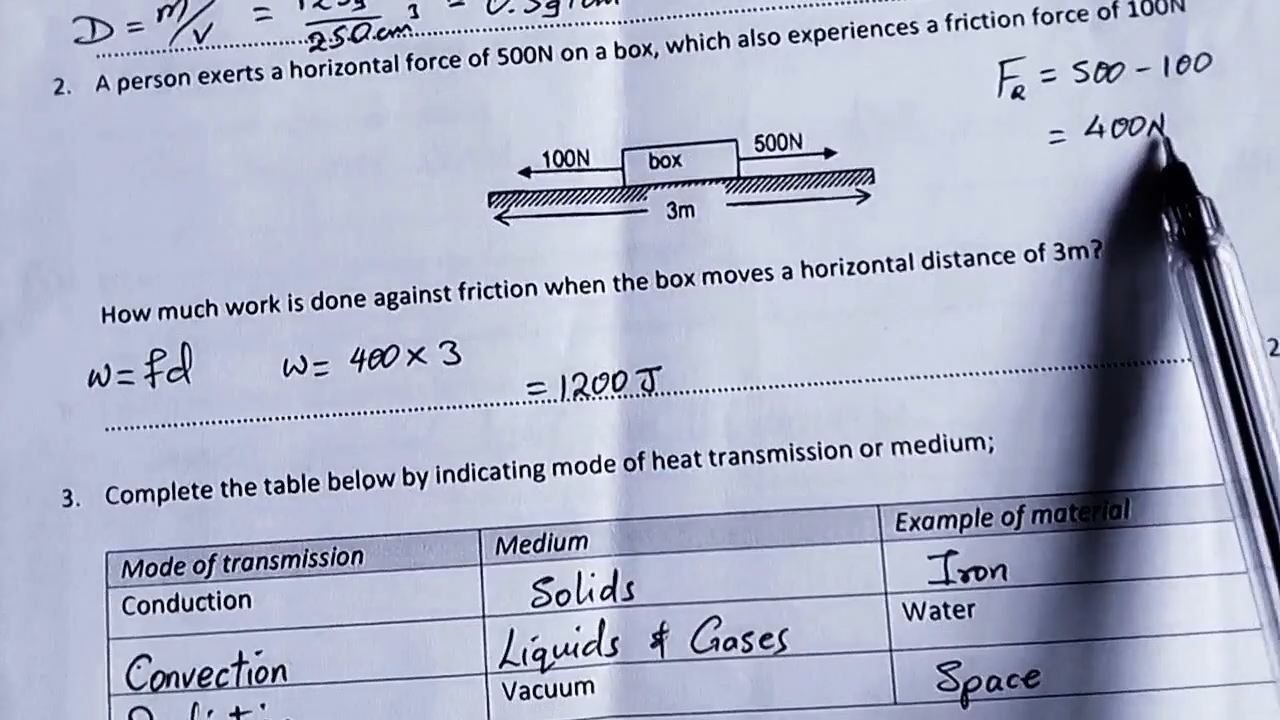 D = m/v =
250cm³
2. A person exerts a horizontal force of 500N on a box, which also experiences a friction force of 100N
F_R = 500 - 100
= 400N
100N box 500N
3m
How much work is done against friction when the box moves a horizontal distance of 3m?
w = fd w = 400 × 3
= 1200 J
2
3. Complete the table below by indicating mode of heat transmission or medium;
Mode of transmission Medium Example of material
Conduction Solids Iron
Convection Liquids & Gases Water
Vacuum Space